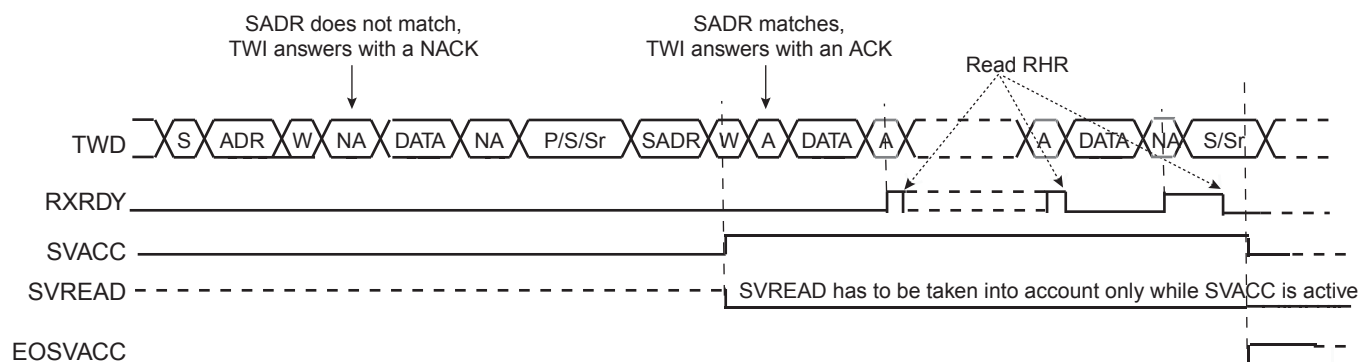 SADR does not match,
TWI answers with a NACK
SADR matches,
TWI answers with an ACK
Read RHR
TWD S ADR W NA DATA NA P/S/Sr SADR W A DATA A A DATA NA S/Sr
RXRDY
SVACC
SVREAD SVREAD has to be taken into account only while SVACC is active
EOSVACC